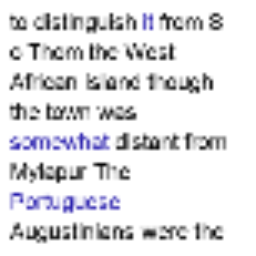 to distinguish it from S
o Thom the West
African island though
the town was
somewhat distant from
Mylapur The
Portuguese
Augustinians were the